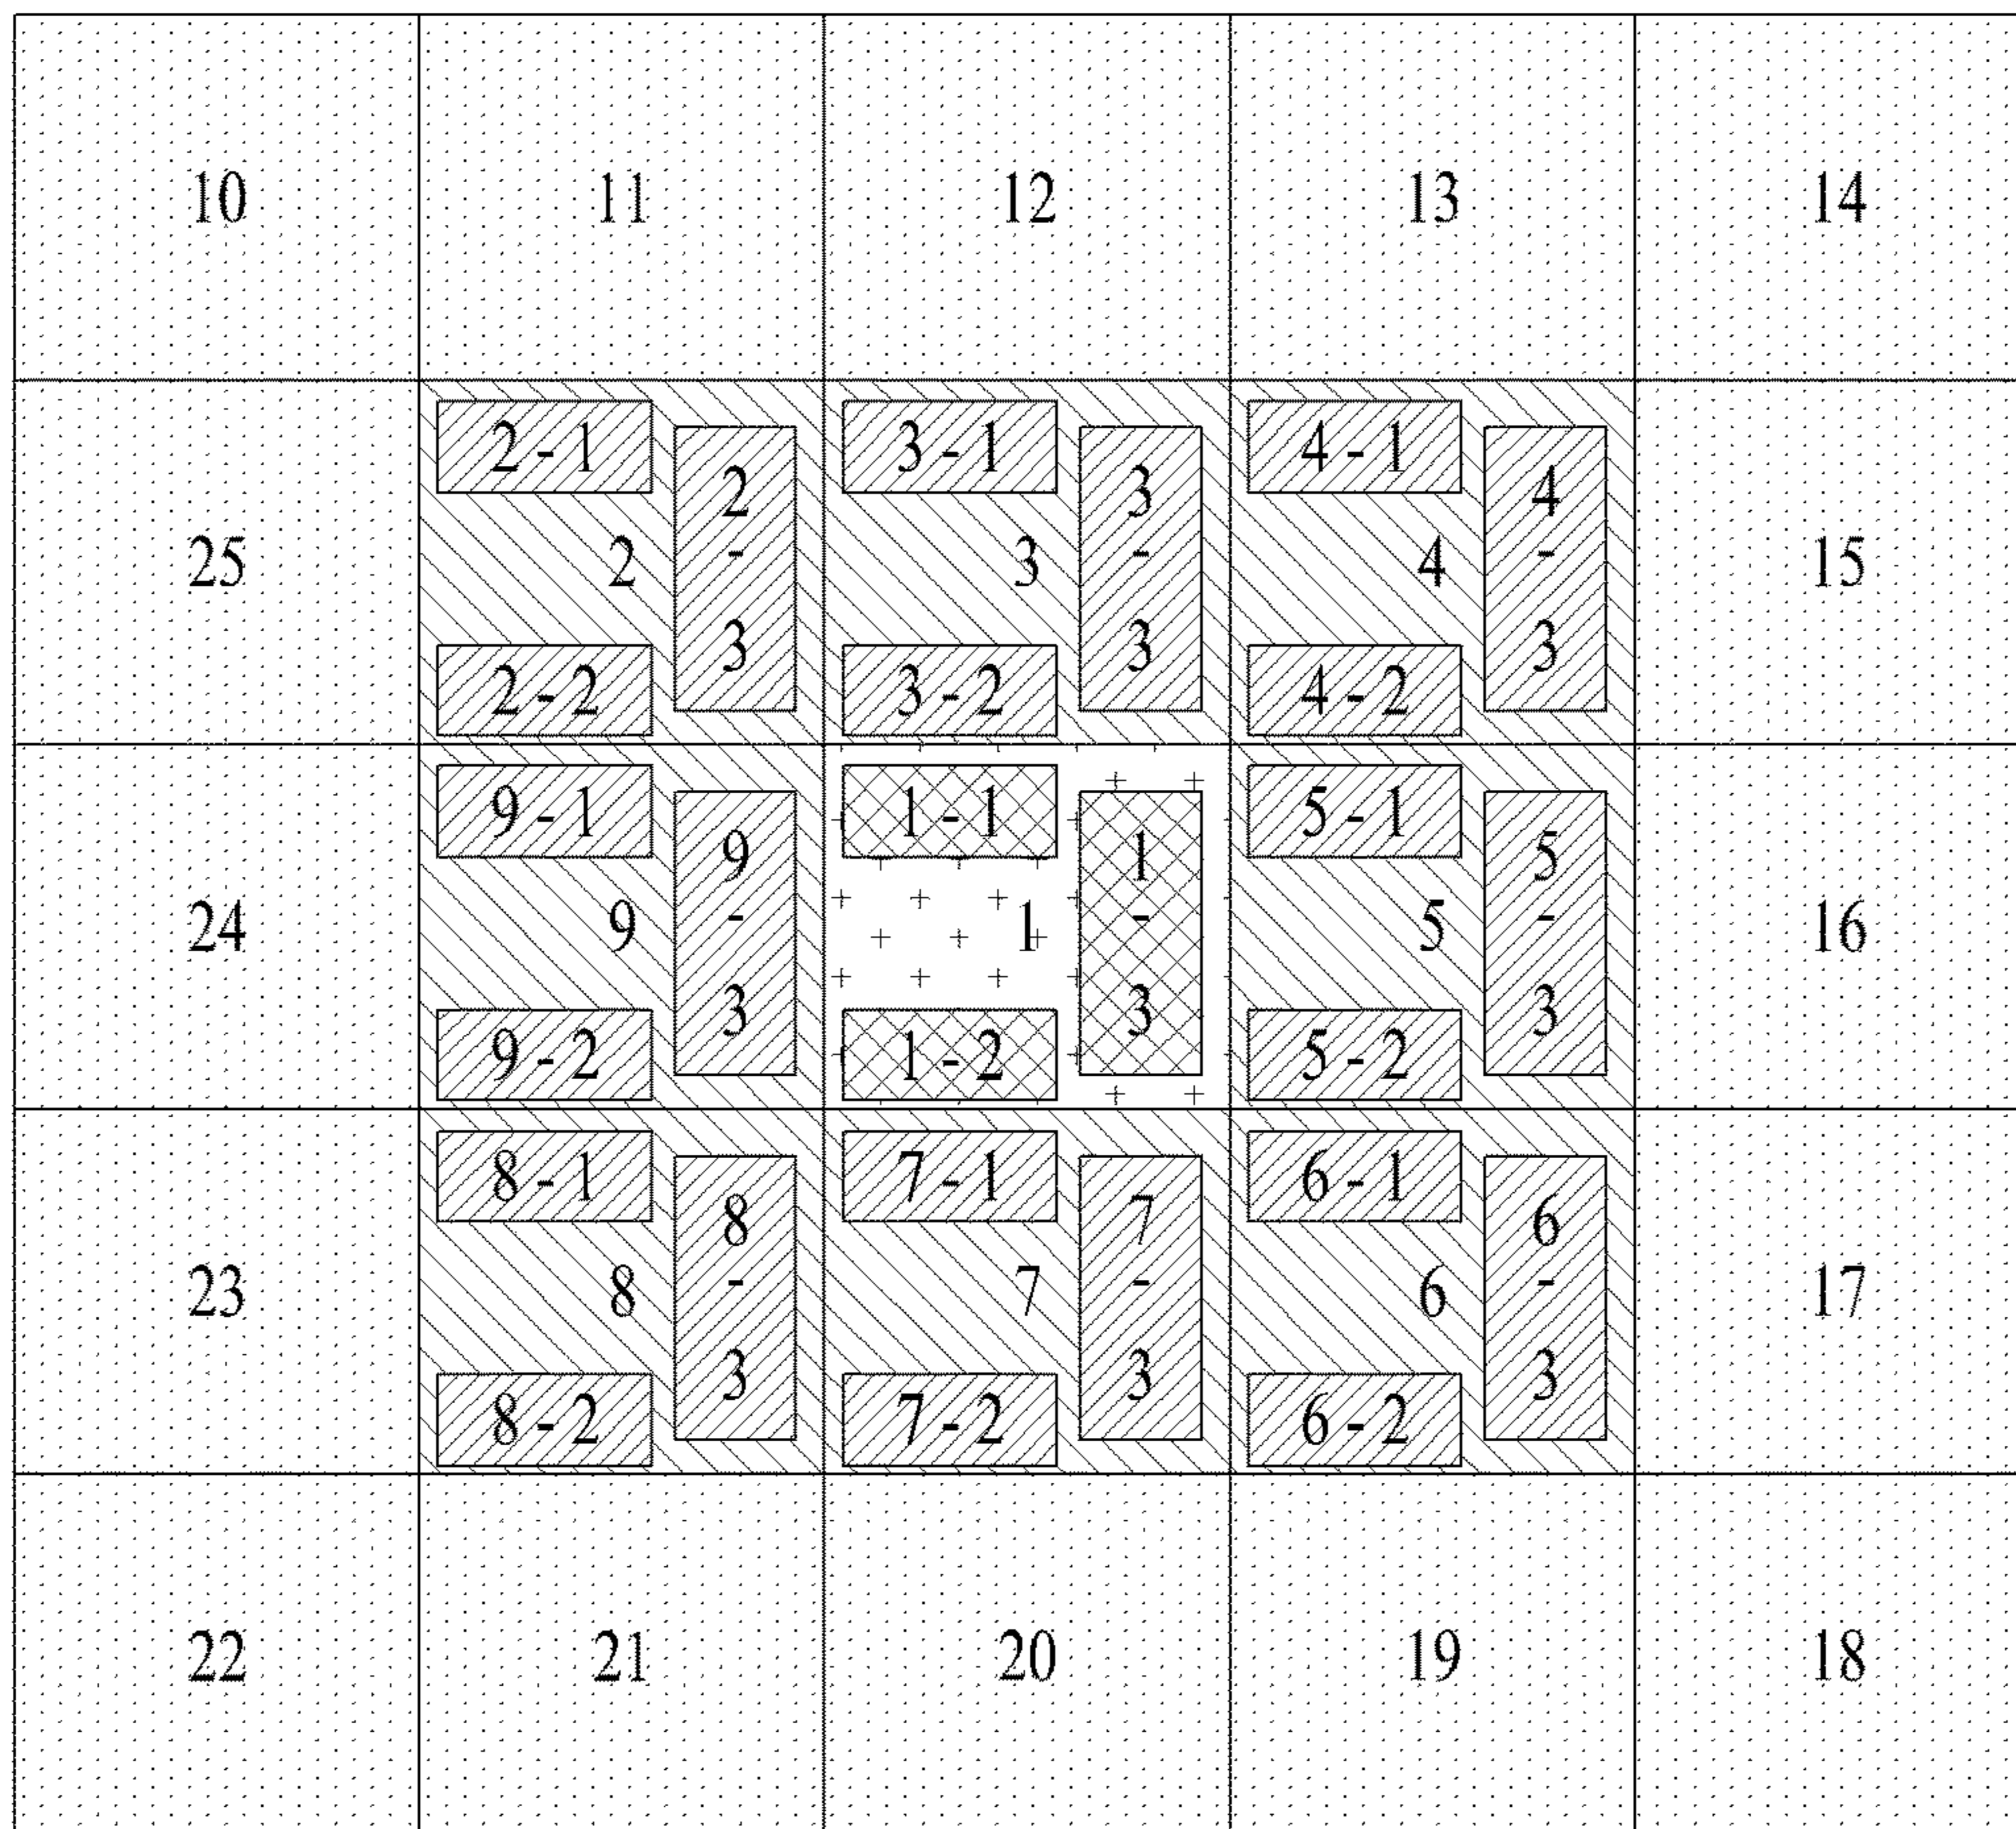 10 11 12 13 14
2 - 1 3 - 1 4 - 1
25 2 2 - 3 3 3 - 3 4 4 - 3 15
2 - 2 3 - 2 4 - 2
9 - 1 1 - 1 5 - 1
24 9 9 - 3 1 1 - 3 5 5 - 3 16
9 - 2 1 - 2 5 - 2
8 - 1 7 - 1 6 - 1
23 8 8 - 3 7 7 - 3 6 6 - 3 17
8 - 2 7 - 2 6 - 2
22 21 20 19 18